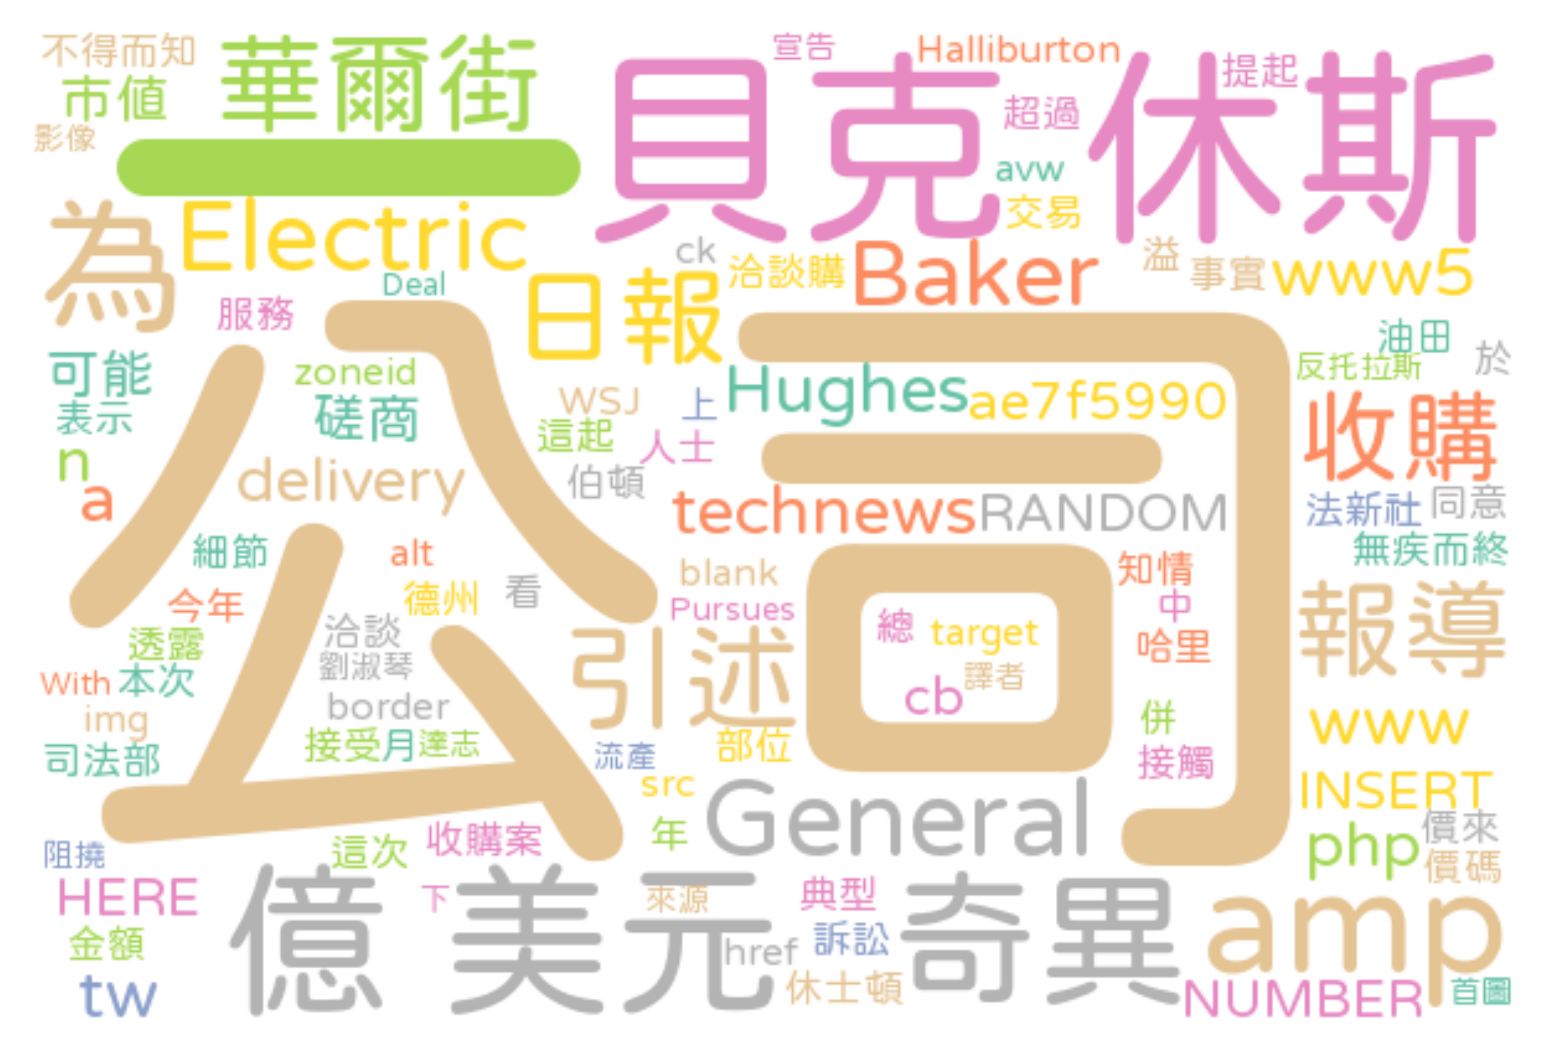 不得而知
華爾街
宣告
Halliburton
貝克休斯
提起
市值
超過
影像
一
avw
為
Electric
交易
ck
溢
Deal
日報
洽談購
Baker
事實
www5
服務
公司
油田
可能
zoneid
Hughes
反托拉斯
於
表示
磋商
WSJ
上
ae7f5990
收購
這起
人士
n
delivery
伯頓
a
technews
RANDOM
法新社
同意
細節
alt
無疾而終
今年
德州
看
blank
知情
Pursues
中
報導
透露
洽談
引述
總
target
哈里
劉淑琴
With
本次
譯者
img
border
cb
併
www
司法部
接受
月
達志
流產
部位
接觸
src
INSERT
General
阻撓
這次
收購案
年
php
價來
價碼
HERE
億
下
美元
來源
典型
奇異
amp
金額
href
訴訟
tw
休士頓
NUMBER
首圖